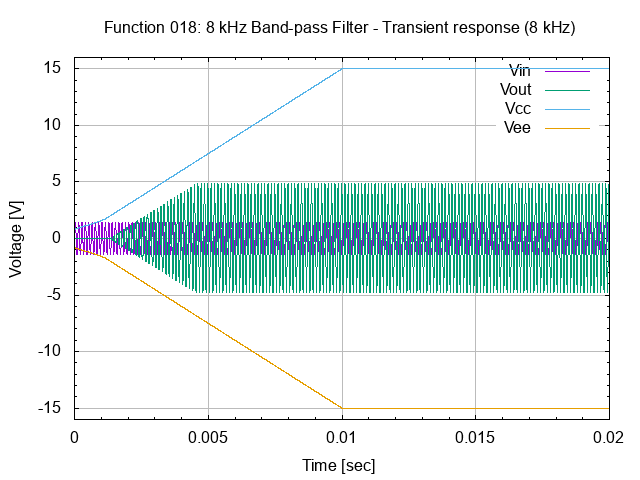 Function 018: 8 kHz Band-pass Filter - Transient response (8 kHz)
Vin
Vout
Vcc
Vee
15
10
5
0
-5
-10
-15
Voltage [V]
0
0.005
0.01
0.015
0.02
Time [sec]